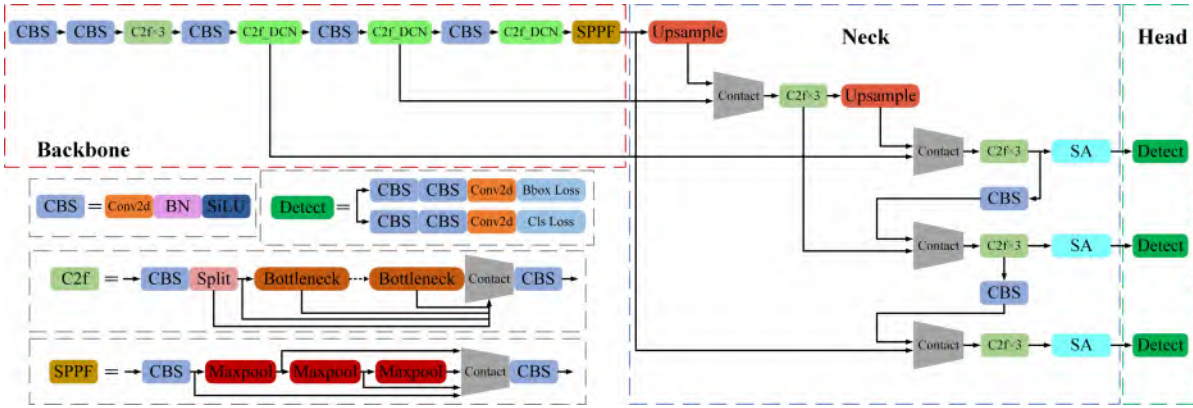 CBS CBS C2f×3 CBS C2f_DCN CBS C2f_DCN CBS C2f_DCN SPPF Upsample
Neck
Head
Contact C2f×3 Upsample
Backbone
Contact C2f×3 SA Detect
CBS
CBS = Conv2d BN SiLU
Detect = CBS CBS Conv2d Bbox Loss
CBS CBS Conv2d Cls Loss
Contact C2f×3 SA Detect
C2f = CBS Split Bottleneck Bottleneck Contact CBS
CBS
Contact C2f×3 SA Detect
SPPF = CBS Maxpool Maxpool Maxpool Contact CBS